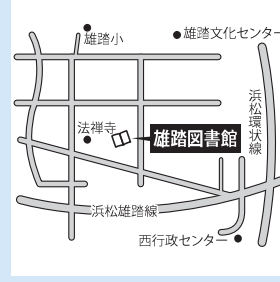 雄踏小
雄踏文化センター
法禅寺
雄踏図書館
浜松環状線
浜松雄踏線
西行政センター